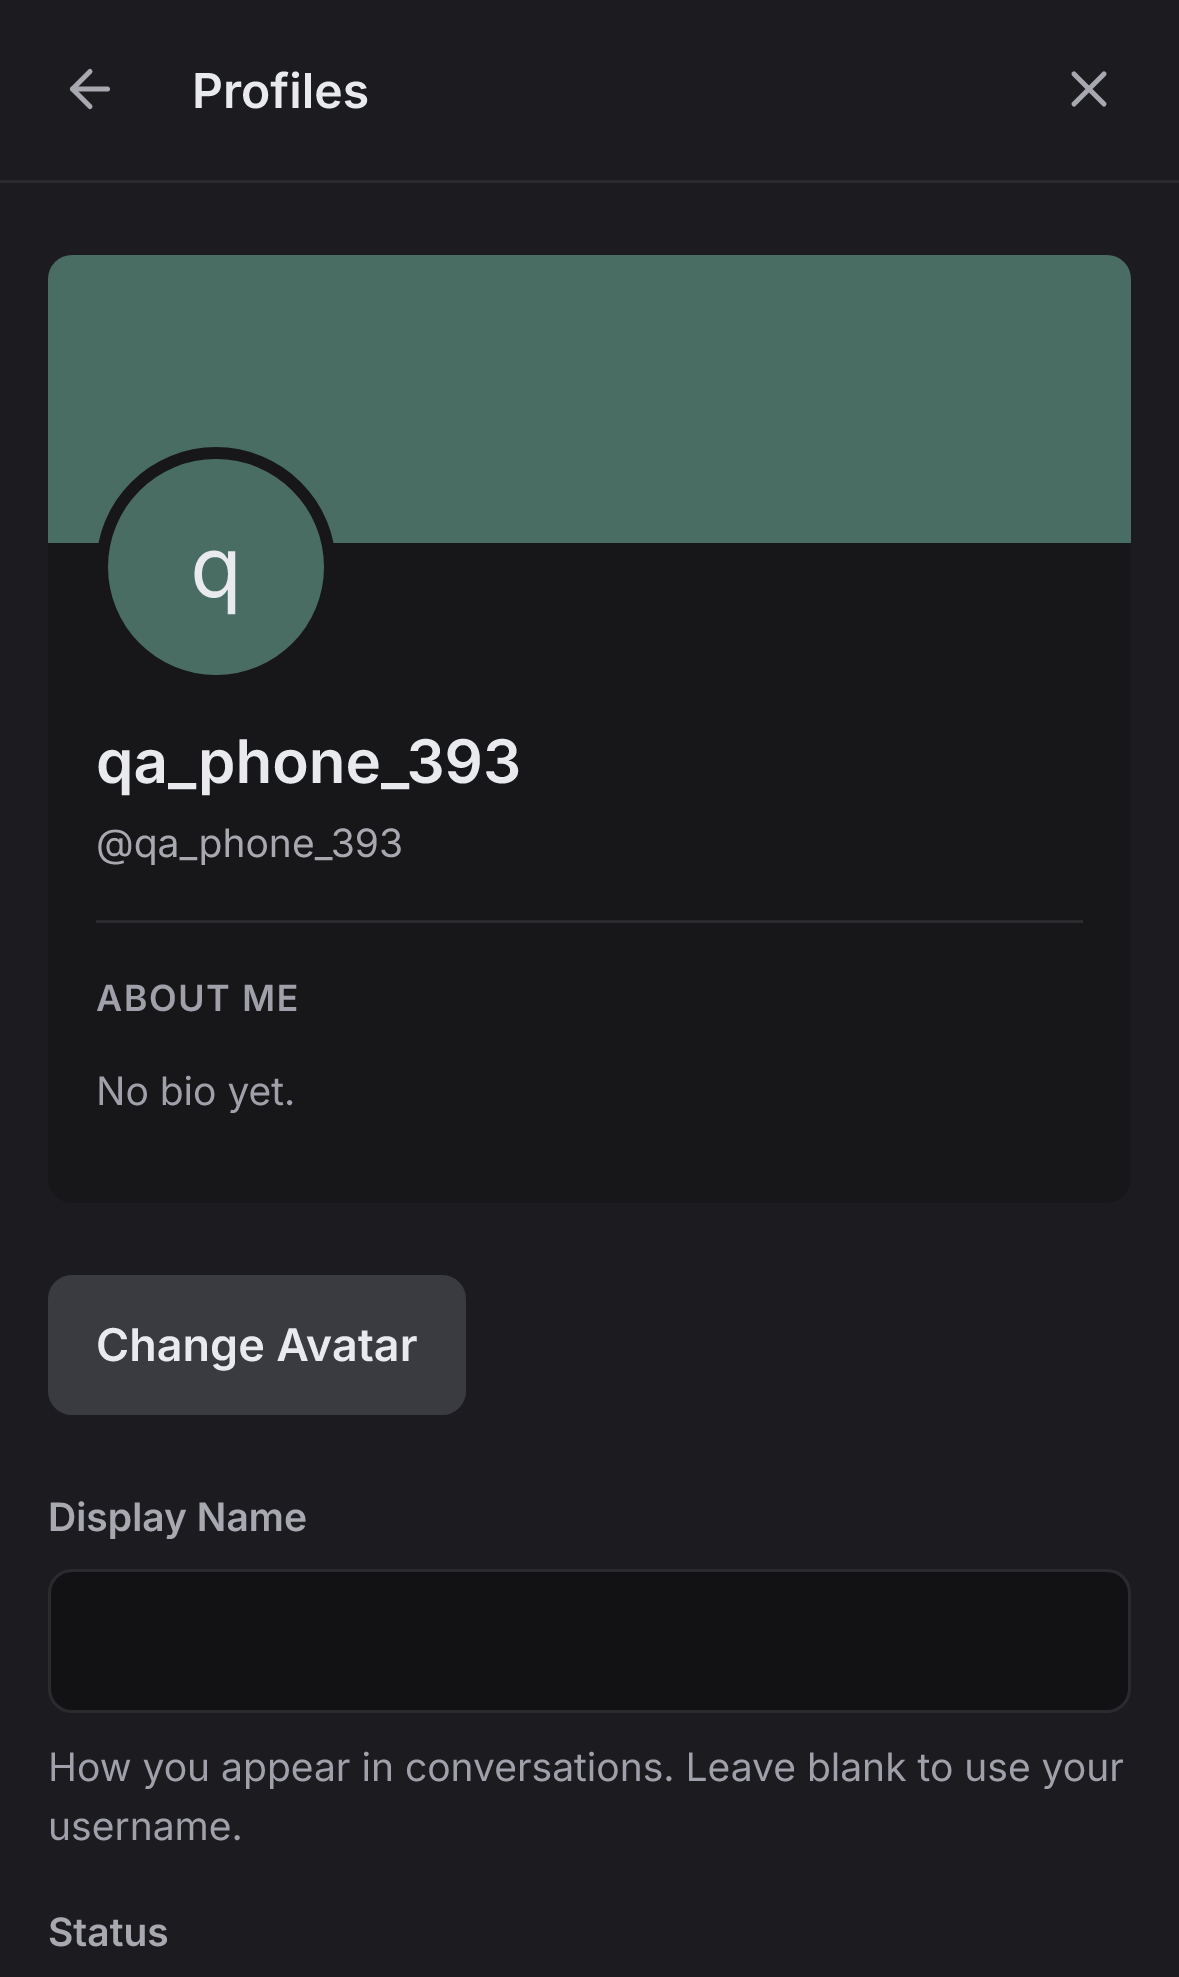 Profiles
q
qa_phone_393
@qa_phone_393
ABOUT ME
No bio yet.
Change Avatar
Display Name
How you appear in conversations. Leave blank to use your
username.
Status